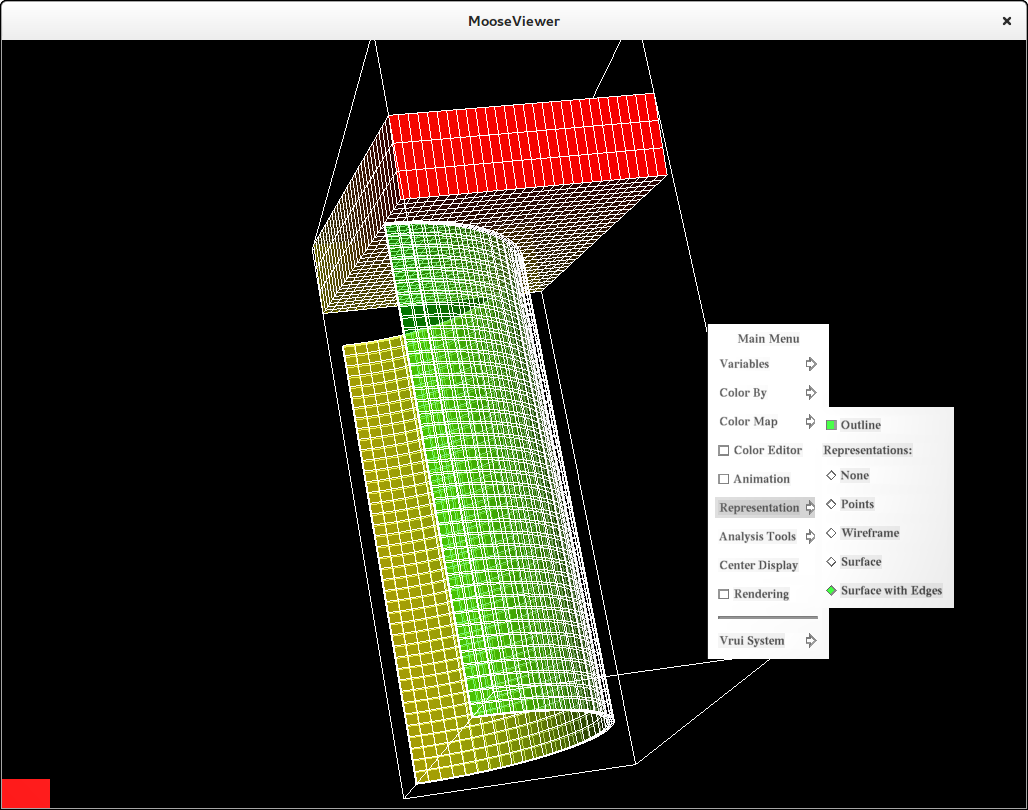 MooseViewer
Main Menu
Variables
Color By
Color Map
Color Editor
Animation
Representation
Analysis Tools
Center Display
Rendering
Vrui System
Outline
Representations:
None
Points
Wireframe
Surface
Surface with Edges